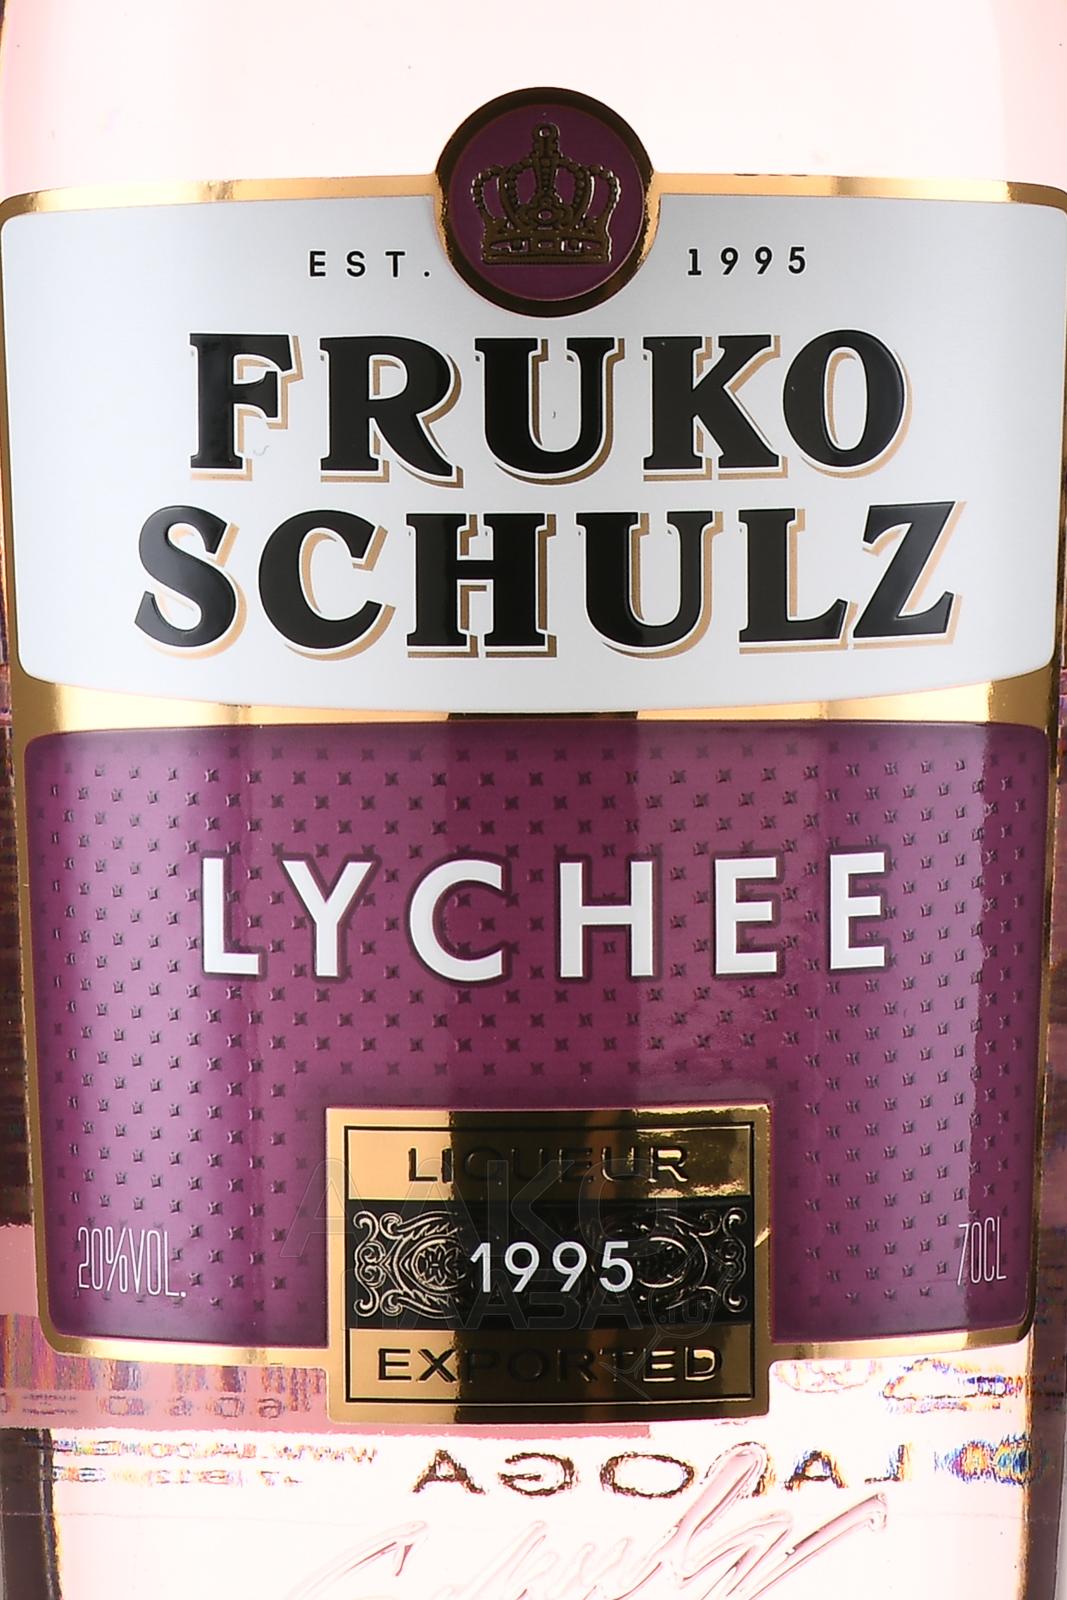 EST. 1995
FRUKO
SCHULZ
LYCHEE
LIQUEUR
20%VOL.
1995
70CL
EXPORTED